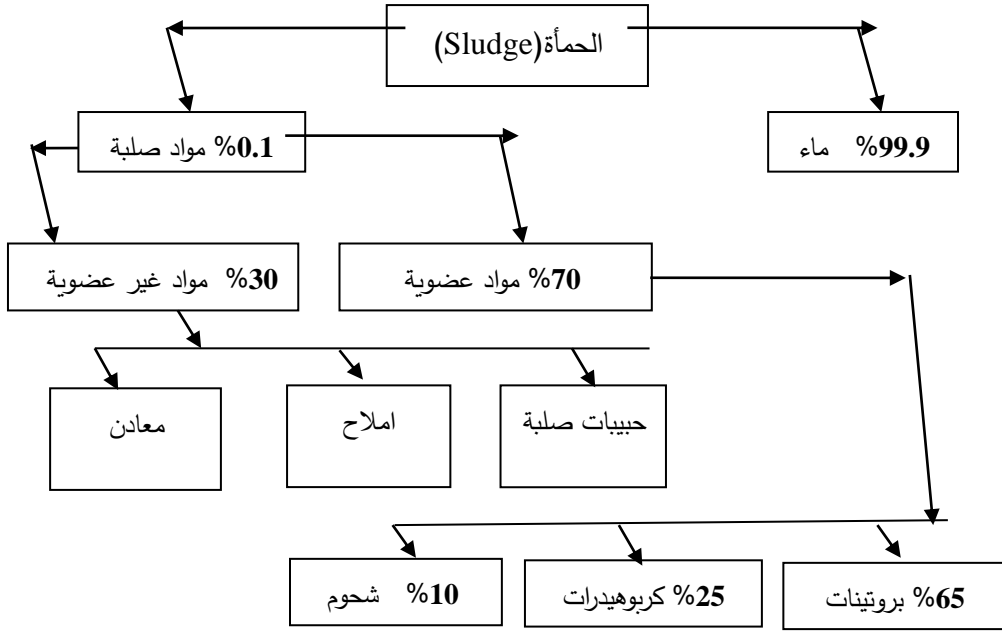 الحمأة(Sludge)
%99.9 ماء
%0.1 مواد صلبة
%70 مواد عضوية
%30 مواد غير عضوية
حبيبات صلبة
املاح
معادن
%65 بروتينات
%25 كربوهيدرات
%10 شحوم